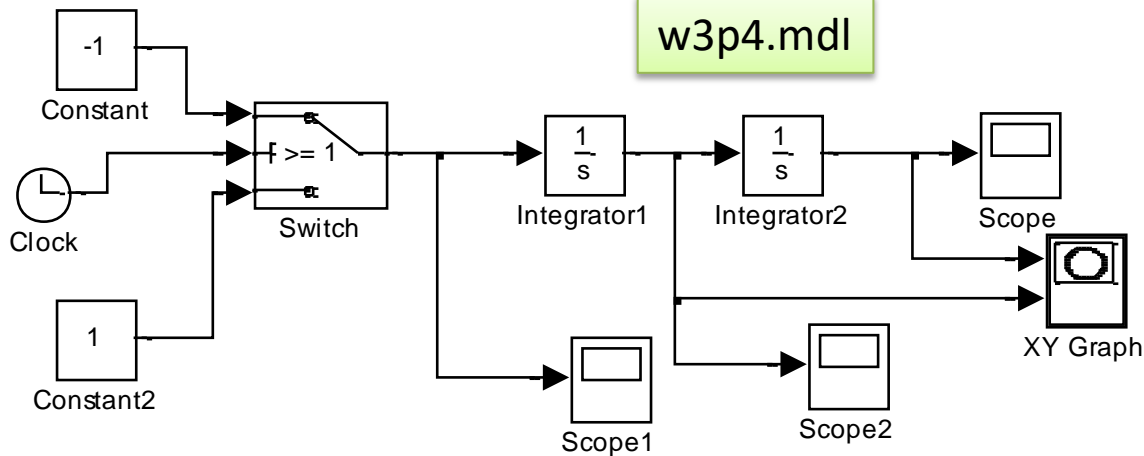 w3p4.mdl
-1
Constant
>= 1
Switch
Clock
1
Constant2
1
s
Integrator1
1
s
Integrator2
Scope
XY Graph
Scope1
Scope2